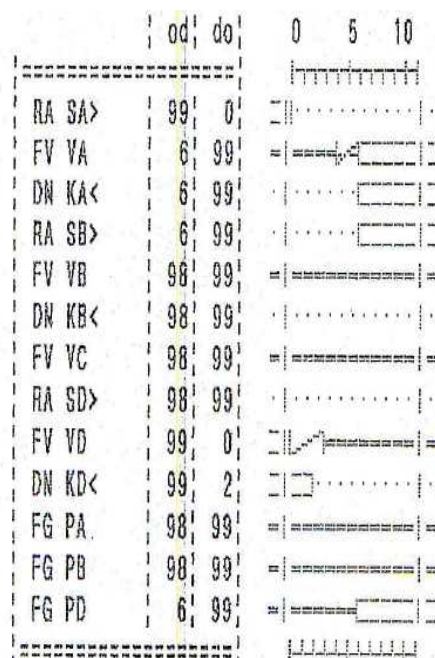 od do 0 5 10
RA SA> 99 0
FV VA 6 99
DN KA< 6 99
RA SB> 6 99
FV VB 98 99
DN KB< 98 99
FV VC 98 99
RA SD> 98 99
FV VD 99 0
DN KD< 99 2
FG PA 98 99
FG PB 98 99
FG PD 6 99